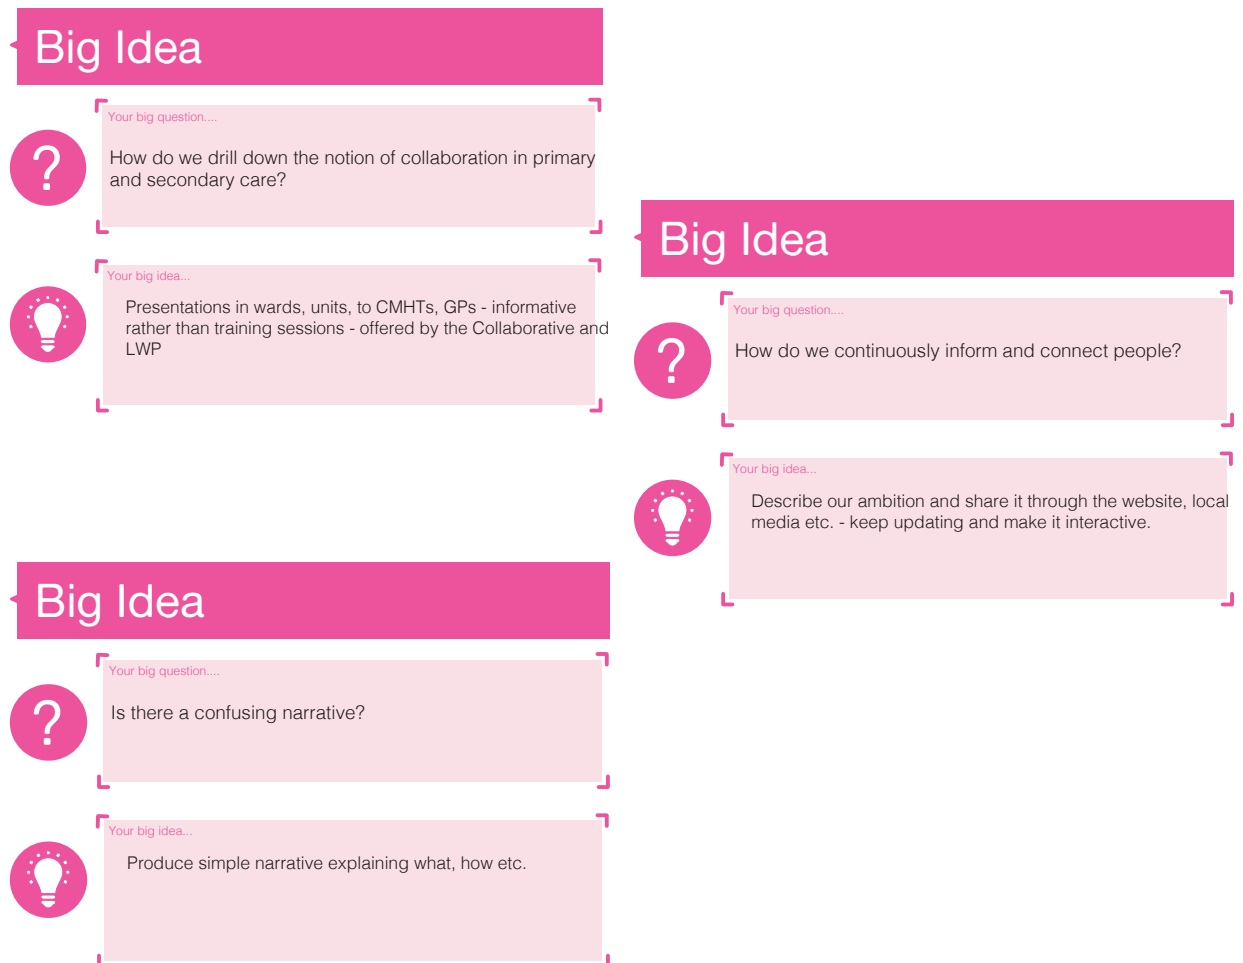 Big Idea
Your big question....
How do we drill down the notion of collaboration in primary
and secondary care?
Your big idea...
Presentations in wards, units, to CMHTs, GPs - informative
rather than training sessions - offered by the Collaborative and
LWP
Big Idea
Your big question....
How do we continuously inform and connect people?
Your big idea...
Describe our ambition and share it through the website, local
media etc. - keep updating and make it interactive.
Big Idea
Your big question....
Is there a confusing narrative?
Your big idea...
Produce simple narrative explaining what, how etc.